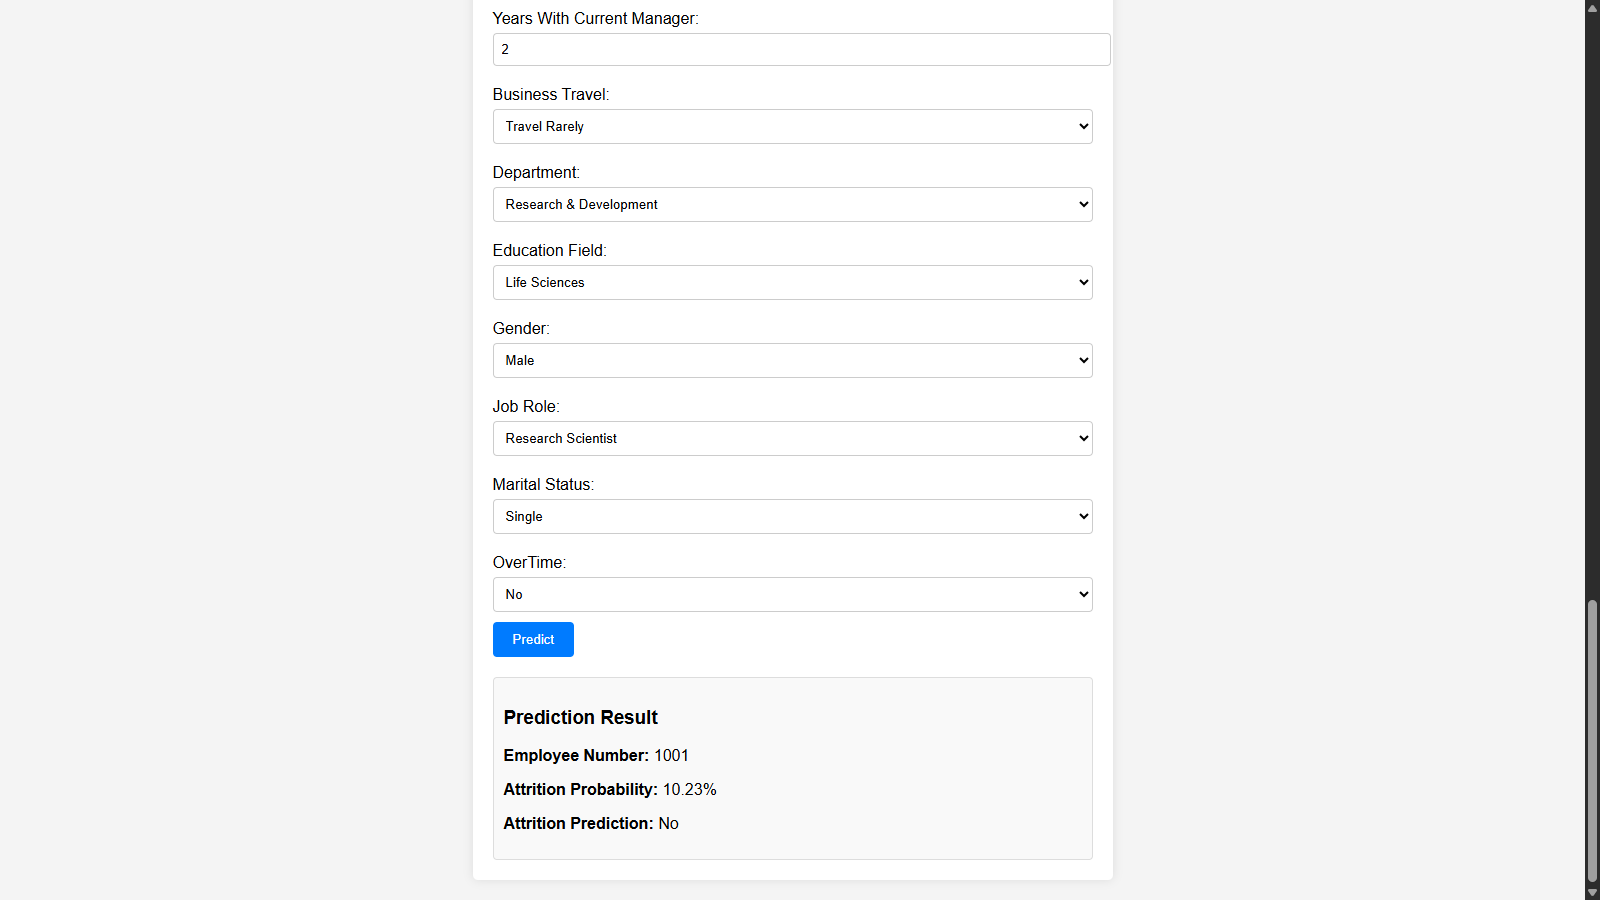 Years With Current Manager:
2
Business Travel:
Travel Rarely
Department:
Research & Development
Education Field:
Life Sciences
Gender:
Male
Job Role:
Research Scientist
Marital Status:
Single
OverTime:
No
Predict
Prediction Result
Employee Number: 1001
Attrition Probability: 10.23%
Attrition Prediction: No